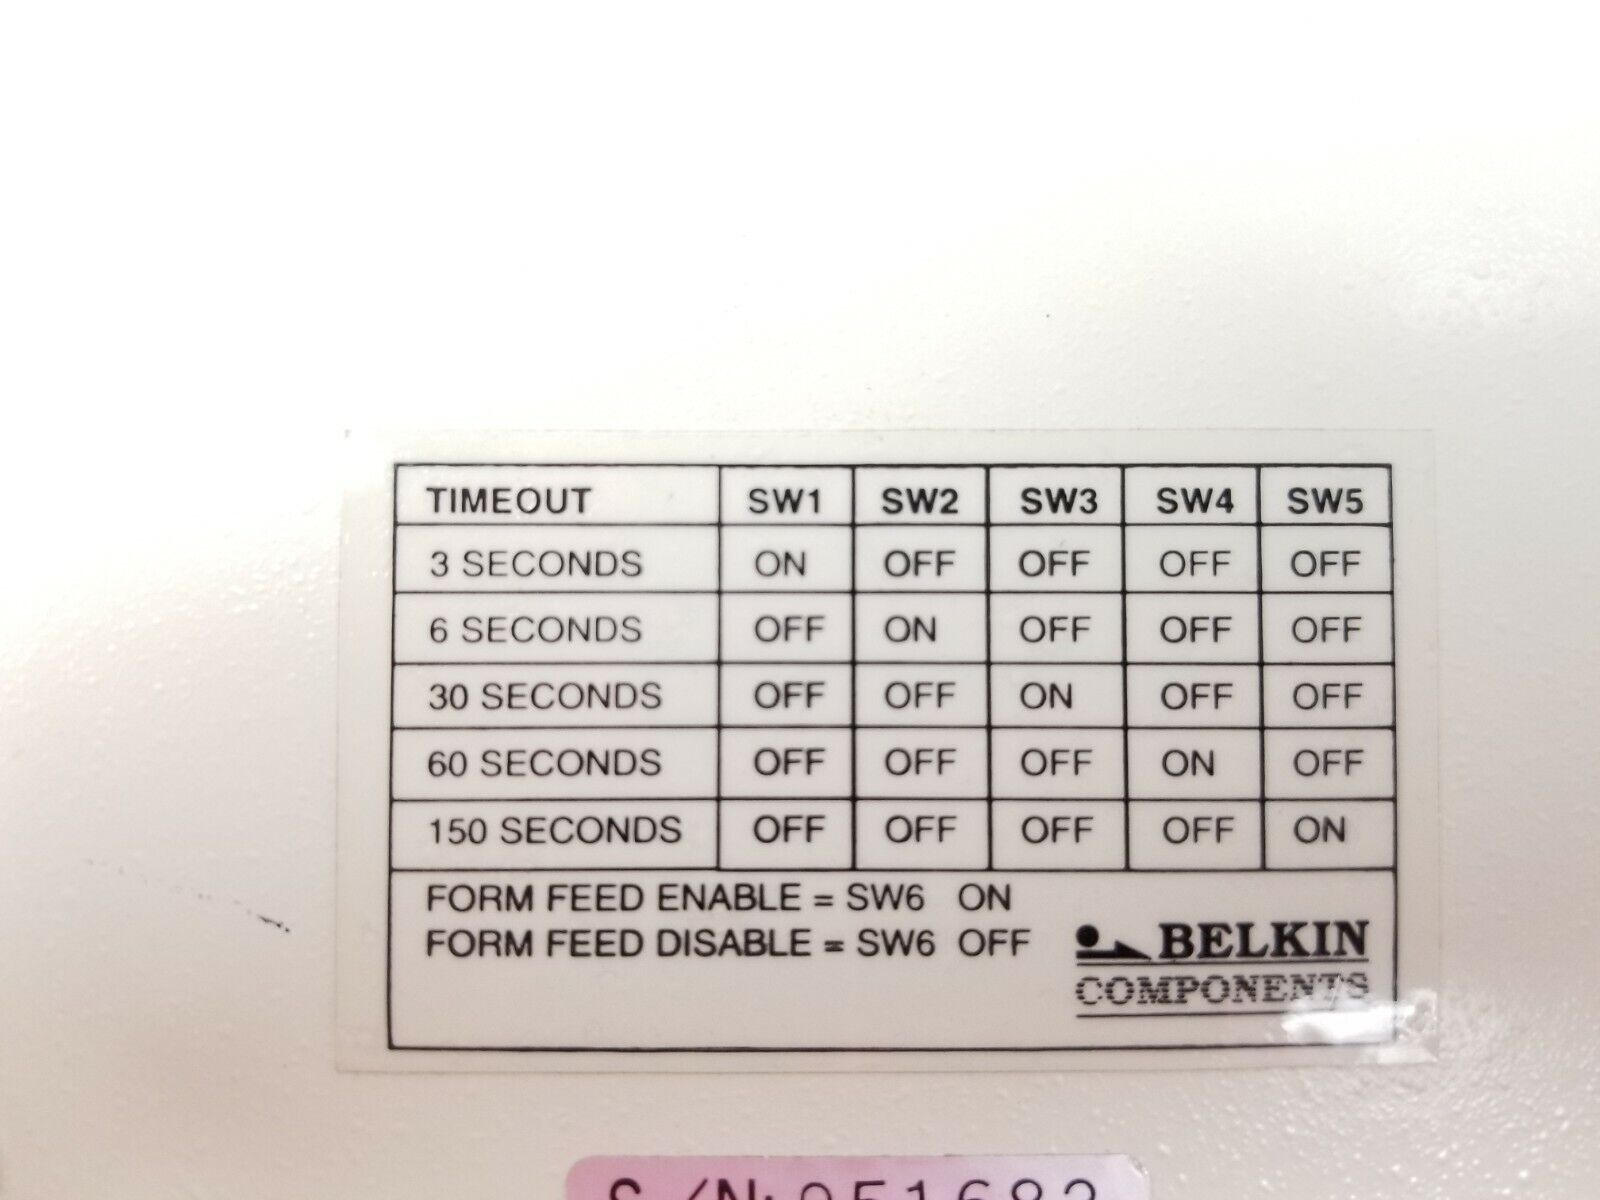 TIMEOUT SW1 SW2 SW3 SW4 SW5
3 SECONDS ON OFF OFF OFF OFF
6 SECONDS OFF ON OFF OFF OFF
30 SECONDS OFF OFF ON OFF OFF
60 SECONDS OFF OFF OFF ON OFF
150 SECONDS OFF OFF OFF OFF ON
FORM FEED ENABLE = SW6 ON
FORM FEED DISABLE = SW6 OFF
BELKIN
COMPONENTS
S/N: 951682